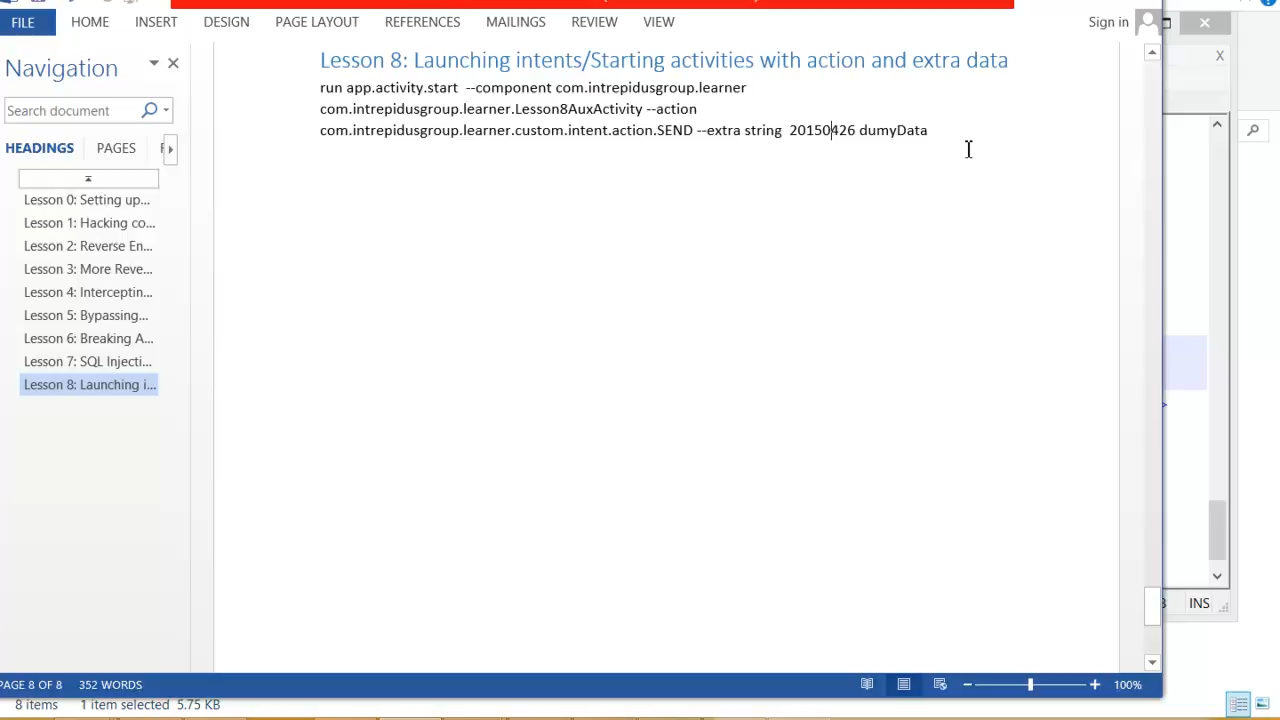 FILE HOME INSERT DESIGN PAGE LAYOUT REFERENCES MAILINGS REVIEW VIEW Sign in
Navigation
Search document
HEADINGS PAGES
Lesson 0: Setting up...
Lesson 1: Hacking co...
Lesson 2: Reverse En...
Lesson 3: More Reve...
Lesson 4: Interceptin...
Lesson 5: Bypassing...
Lesson 6: Breaking A...
Lesson 7: SQL Injecti...
Lesson 8: Launching i...
Lesson 8: Launching intents/Starting activities with action and extra data
run app.activity.start --component com.intrepidusgroup.learner
com.intrepidusgroup.learner.Lesson8AuxActivity --action
com.intrepidusgroup.learner.custom.intent.action.SEND --extra string 20150426 dumyData
INS
PAGE 8 OF 8 352 WORDS 100%
8 items 1 item selected 5.75 KB